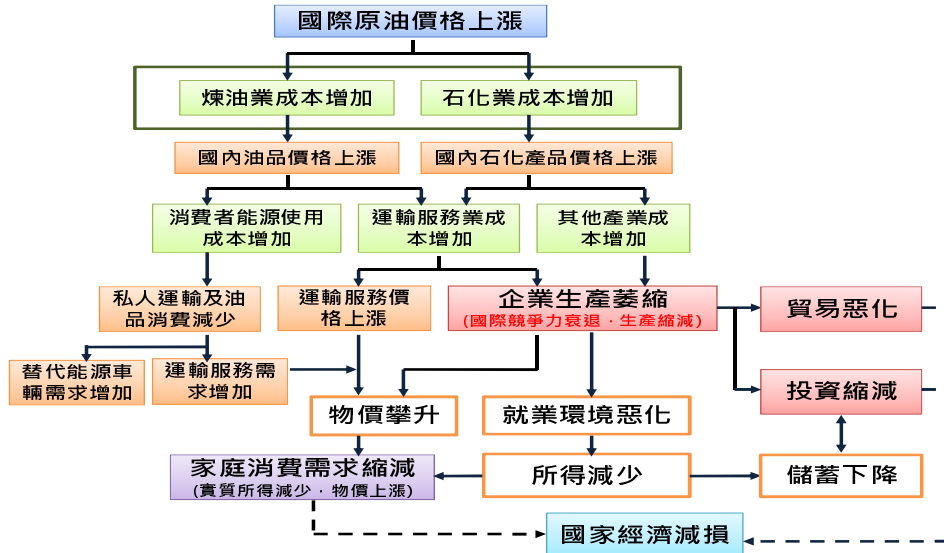 國際原油價格上漲
煉油業成本增加
石化業成本增加
國內油品價格上漲
國內石化產品價格上漲
消費者能源使用
成本增加
運輸服務業成
本增加
其他產業成
本增加
私人運輸及油
品消費減少
運輸服務價
格上漲
企業生產萎縮
(國際競爭力衰退．生產縮減)
貿易惡化
替代能源車
輛需求增加
運輸服務需
求增加
投資縮減
物價攀升
就業環境惡化
家庭消費需求縮減
(實質所得減少．物價上漲)
所得減少
儲蓄下降
國家經濟減損